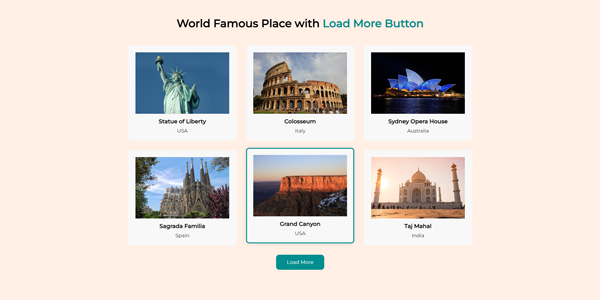 World Famous Place with Load More Button
Statue of Liberty
USA
Colosseum
Italy
Sydney Opera House
Australia
Sagrada Familia
Spain
Grand Canyon
USA
Taj Mahal
India
Load More